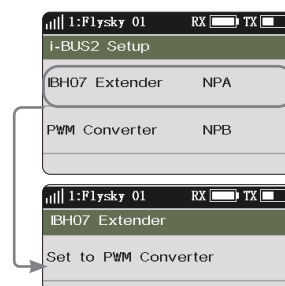 1:Flysky 01 RX TX
i-BUS2 Setup
IBH07 Extender NPA
PWM Converter NPB
1:Flysky 01 RX TX
IBH07 Extender
Set to PWM Converter